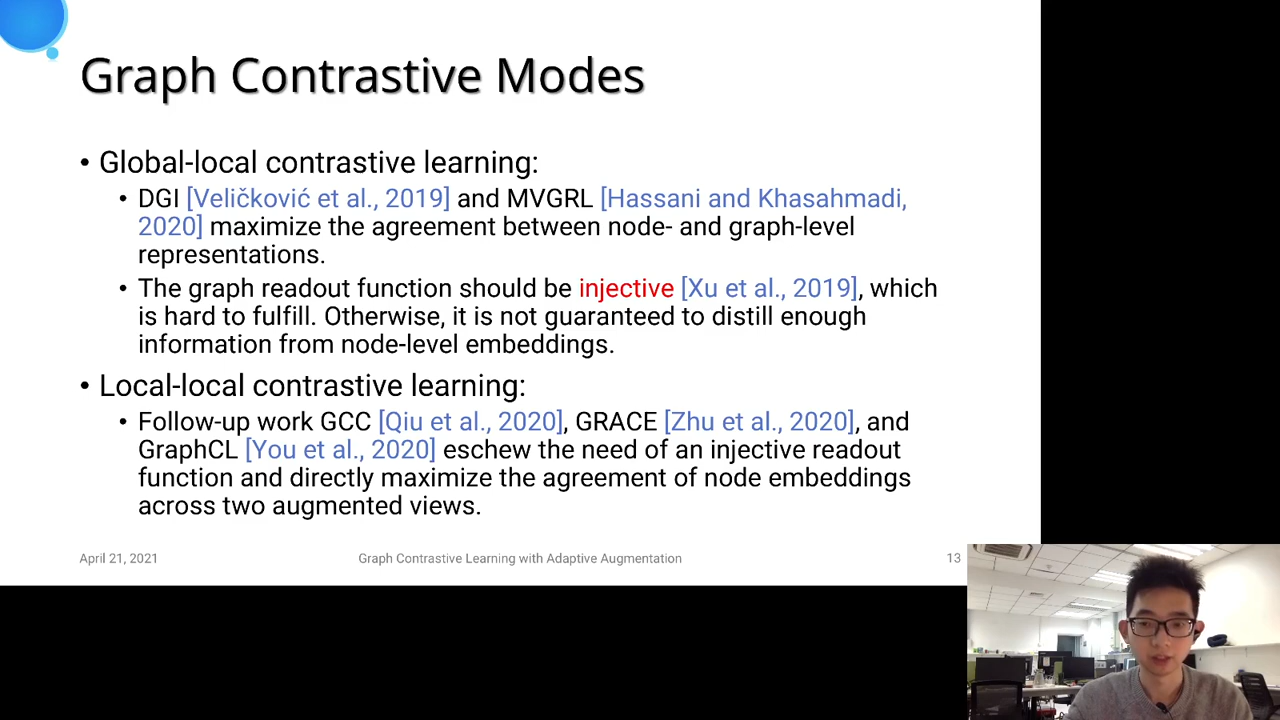 Graph Contrastive Modes
• Global-local contrastive learning:
• DGI [Veličković et al., 2019] and MVGRL [Hassani and Khasahmadi,
2020] maximize the agreement between node- and graph-level
representations.
• The graph readout function should be injective [Xu et al., 2019], which
is hard to fulfill. Otherwise, it is not guaranteed to distill enough
information from node-level embeddings.
• Local-local contrastive learning:
• Follow-up work GCC [Qiu et al., 2020], GRACE [Zhu et al., 2020], and
GraphCL [You et al., 2020] eschew the need of an injective readout
function and directly maximize the agreement of node embeddings
across two augmented views.
April 21, 2021
Graph Contrastive Learning with Adaptive Augmentation
13